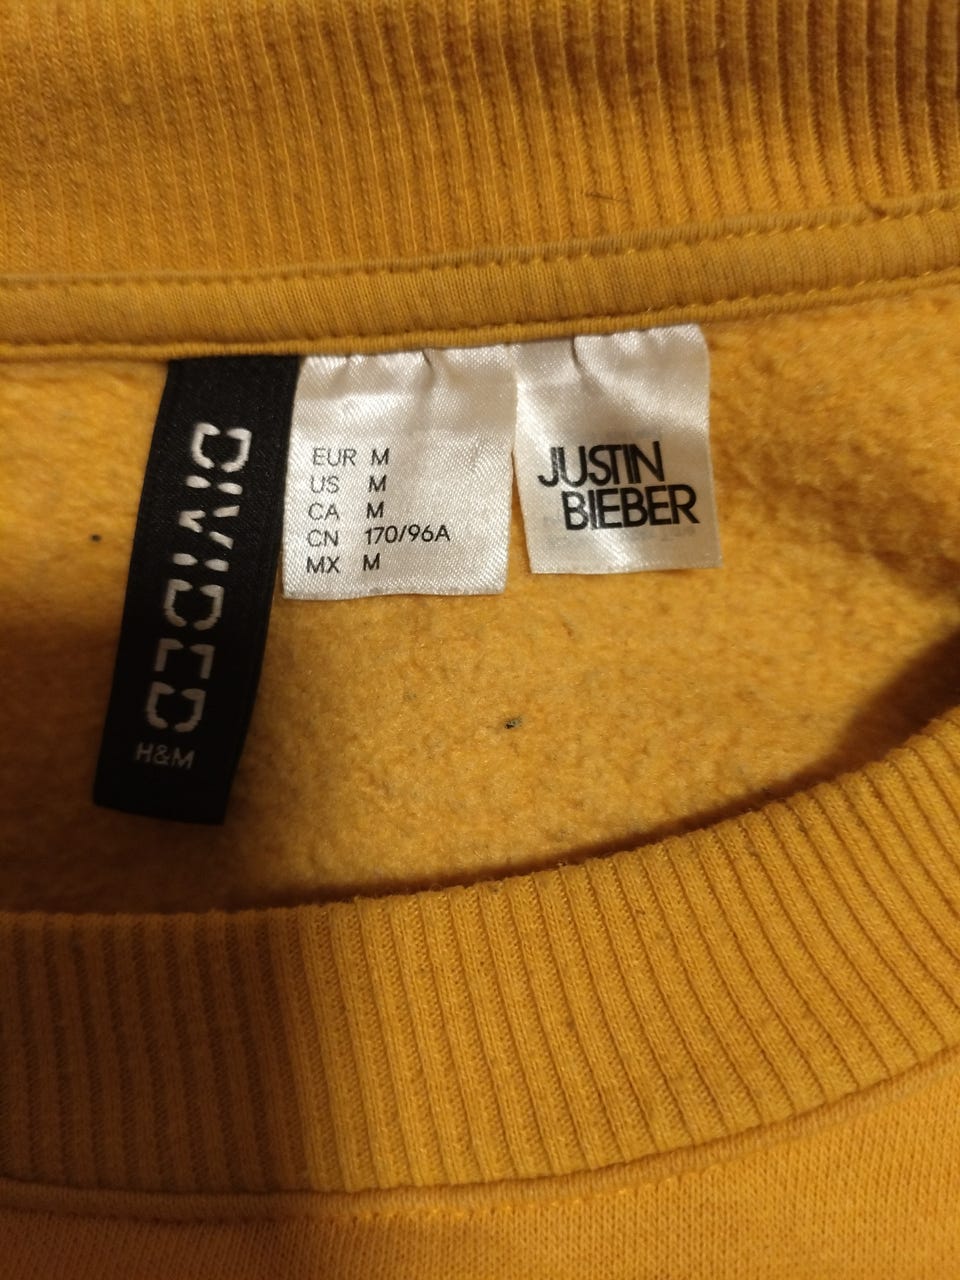 DIVIDED
H&M
EUR M
US M
CA M
CN 170/96A
MX M
JUSTIN
BIEBER